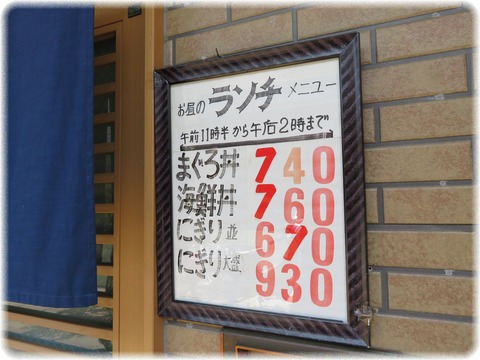 お昼のランチメニュー
午前11時半から午后2時まで
まぐろ丼 740
海鮮丼 760
にぎり並 670
にぎり大盛 930